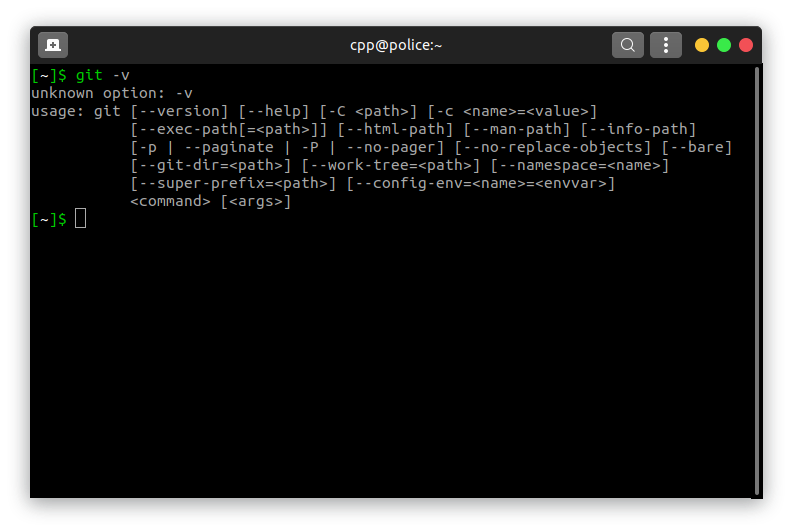 cpp@police:~
[~]$ git -v
unknown option: -v
usage: git [--version] [--help] [-C <path>] [-c <name>=<value>]
           [--exec-path[=<path>]] [--html-path] [--man-path] [--info-path]
           [-p | --paginate | -P | --no-pager] [--no-replace-objects] [--bare]
           [--git-dir=<path>] [--work-tree=<path>] [--namespace=<name>]
           [--super-prefix=<path>] [--config-env=<name>=<envvar>]
           <command> [<args>]
[~]$